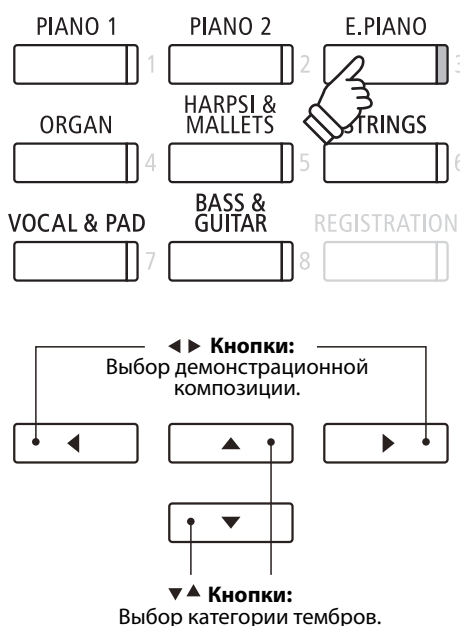 PIANO 1 PIANO 2 E.PIANO
1 2 3
ORGAN HARPSI & MALLETS STRINGS
4 5 6
VOCAL & PAD BASS & GUITAR REGISTRATION
7 8
◀ ▶ Кнопки:
Выбор демонстрационной
композиции.
◀ ▲ ▶
▼
▼▲ Кнопки:
Выбор категории тембров.